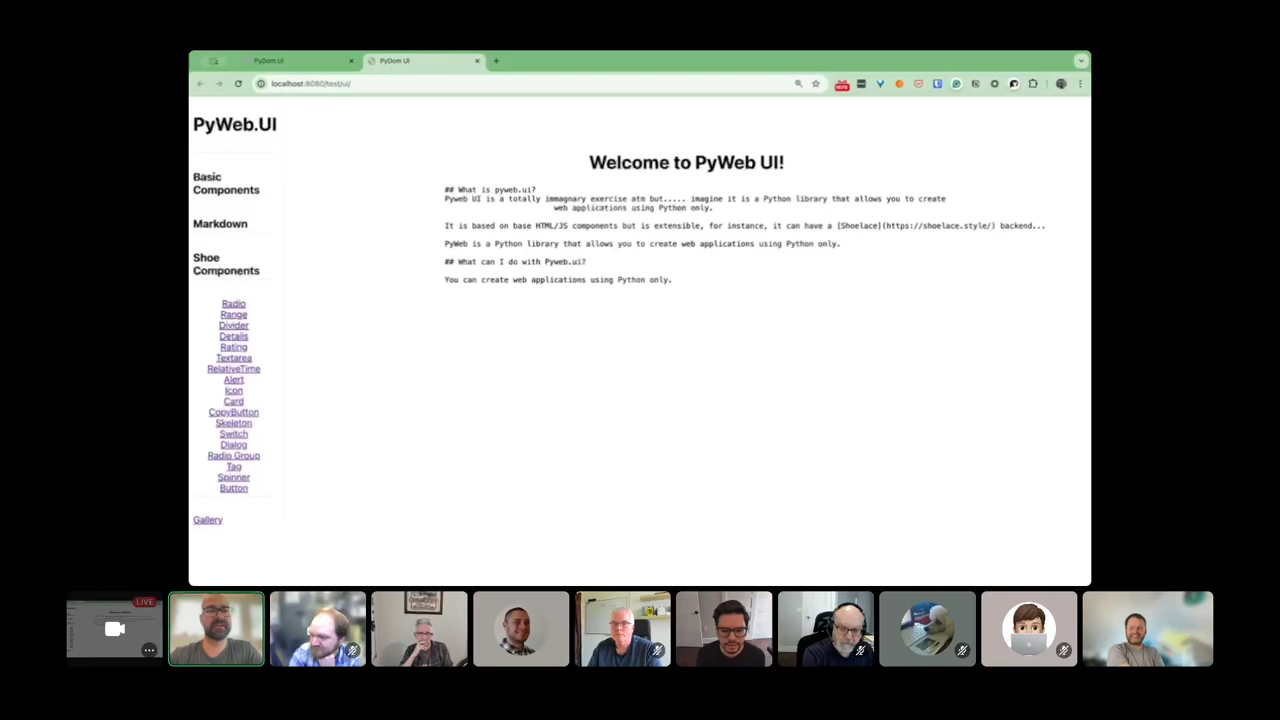 PyDom UI
PyDom UI
localhost:8080/test/ui/
PyWeb.UI
Basic
Components
Markdown
Shoe
Components
Radio
Range
Divider
Details
Rating
Textarea
RelativeTime
Alert
Icon
Card
CopyButton
Skeleton
Switch
Dialog
Radio Group
Tag
Spinner
Button
Gallery
Welcome to PyWeb UI!
## What is pyweb.ui?
Pyweb UI is a totally immagnary exercise atm but..... imagine it is a Python library that allows you to create
web applications using Python only.
It is based on base HTML/JS components but is extensible, for instance, it can have a [Shoelace](https://shoelace.style/) backend...
PyWeb is a Python library that allows you to create web applications using Python only.
## What can I do with Pyweb.ui?
You can create web applications using Python only.
LIVE